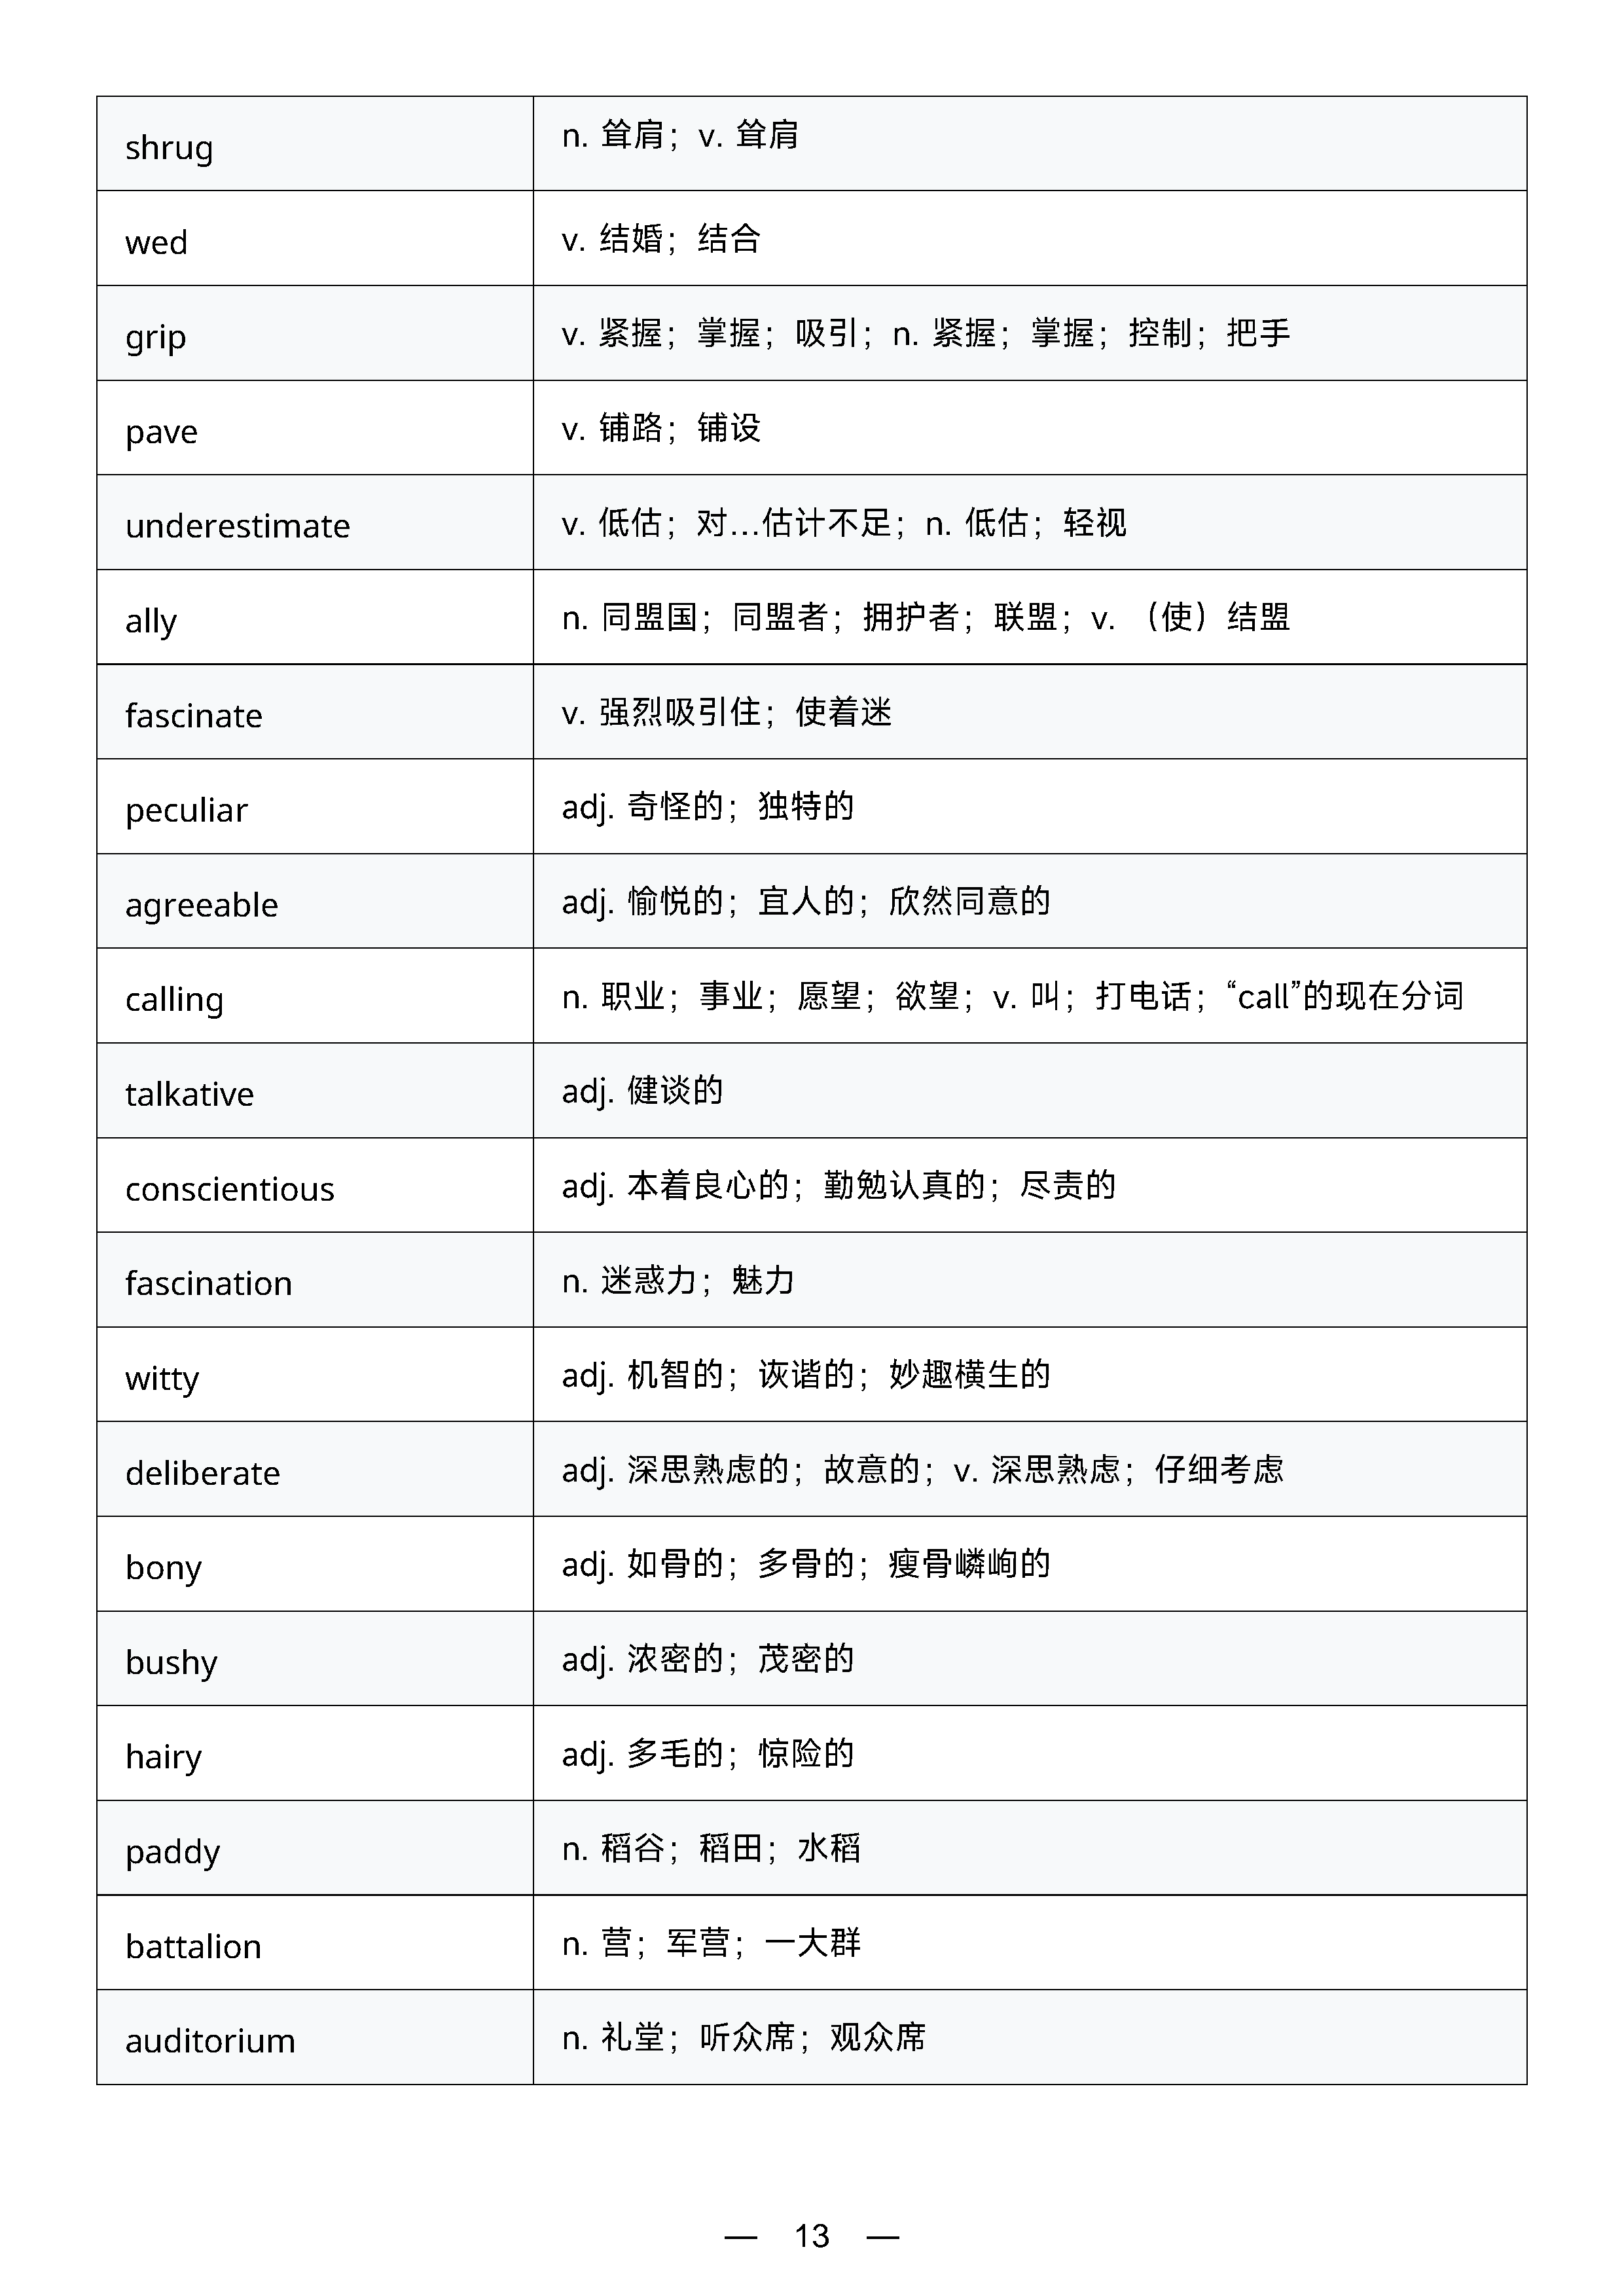 shrug n. 耸肩；v. 耸肩
wed v. 结婚；结合
grip v. 紧握；掌握；吸引；n. 紧握；掌握；控制；把手
pave v. 铺路；铺设
underestimate v. 低估；对…估计不足；n. 低估；轻视
ally n. 同盟国；同盟者；拥护者；联盟；v. （使）结盟
fascinate v. 强烈吸引住；使着迷
peculiar adj. 奇怪的；独特的
agreeable adj. 愉悦的；宜人的；欣然同意的
calling n. 职业；事业；愿望；欲望；v. 叫；打电话；“call”的现在分词
talkative adj. 健谈的
conscientious adj. 本着良心的；勤勉认真的；尽责的
fascination n. 迷惑力；魅力
witty adj. 机智的；诙谐的；妙趣横生的
deliberate adj. 深思熟虑的；故意的；v. 深思熟虑；仔细考虑
bony adj. 如骨的；多骨的；瘦骨嶙峋的
bushy adj. 浓密的；茂密的
hairy adj. 多毛的；惊险的
paddy n. 稻谷；稻田；水稻
battalion n. 营；军营；一大群
auditorium n. 礼堂；听众席；观众席
— 13 —